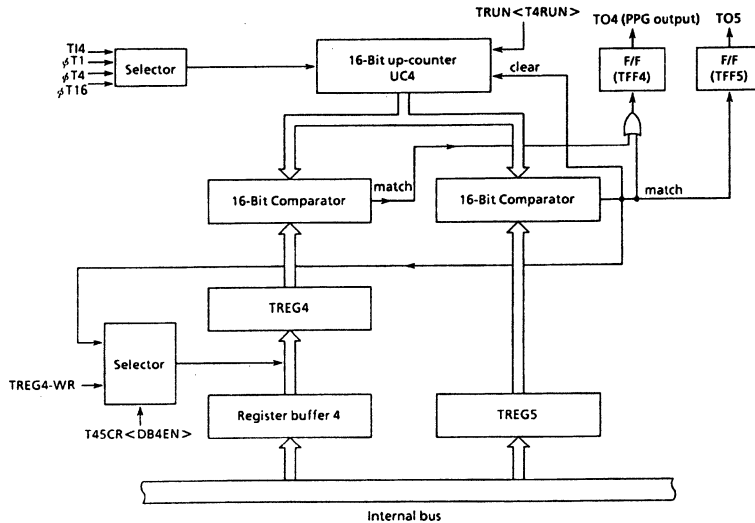 TO4 (PPG output)
TO5
TRUN<T4RUN>
TI4
φT1
φT4
φT16
Selector
16-Bit up-counter
UC4
clear
F/F
(TFF4)
F/F
(TFF5)
16-Bit Comparator
match
16-Bit Comparator
match
TREG4
Selector
TREG4-WR
T45CR<DB4EN>
Register buffer 4
TREG5
Internal bus